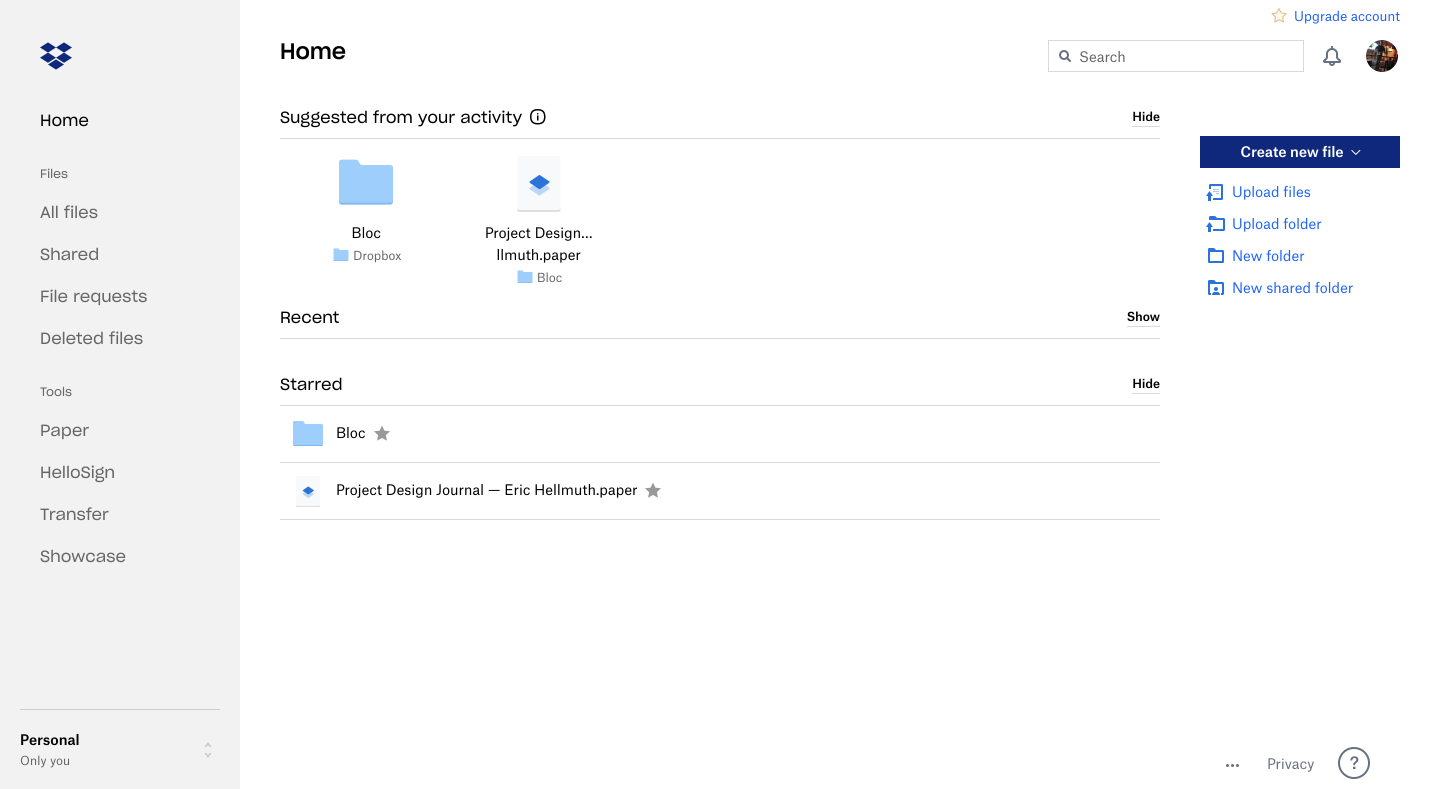 Upgrade account
Home
Search
Home
Files
All files
Shared
File requests
Deleted files
Tools
Paper
HelloSign
Transfer
Showcase
Personal
Only you
Suggested from your activity
Hide
Bloc
Dropbox
Project Design...
llmuth.paper
Bloc
Recent
Show
Starred
Hide
Bloc
Project Design Journal — Eric Hellmuth.paper
Create new file
Upload files
Upload folder
New folder
New shared folder
...
Privacy
?